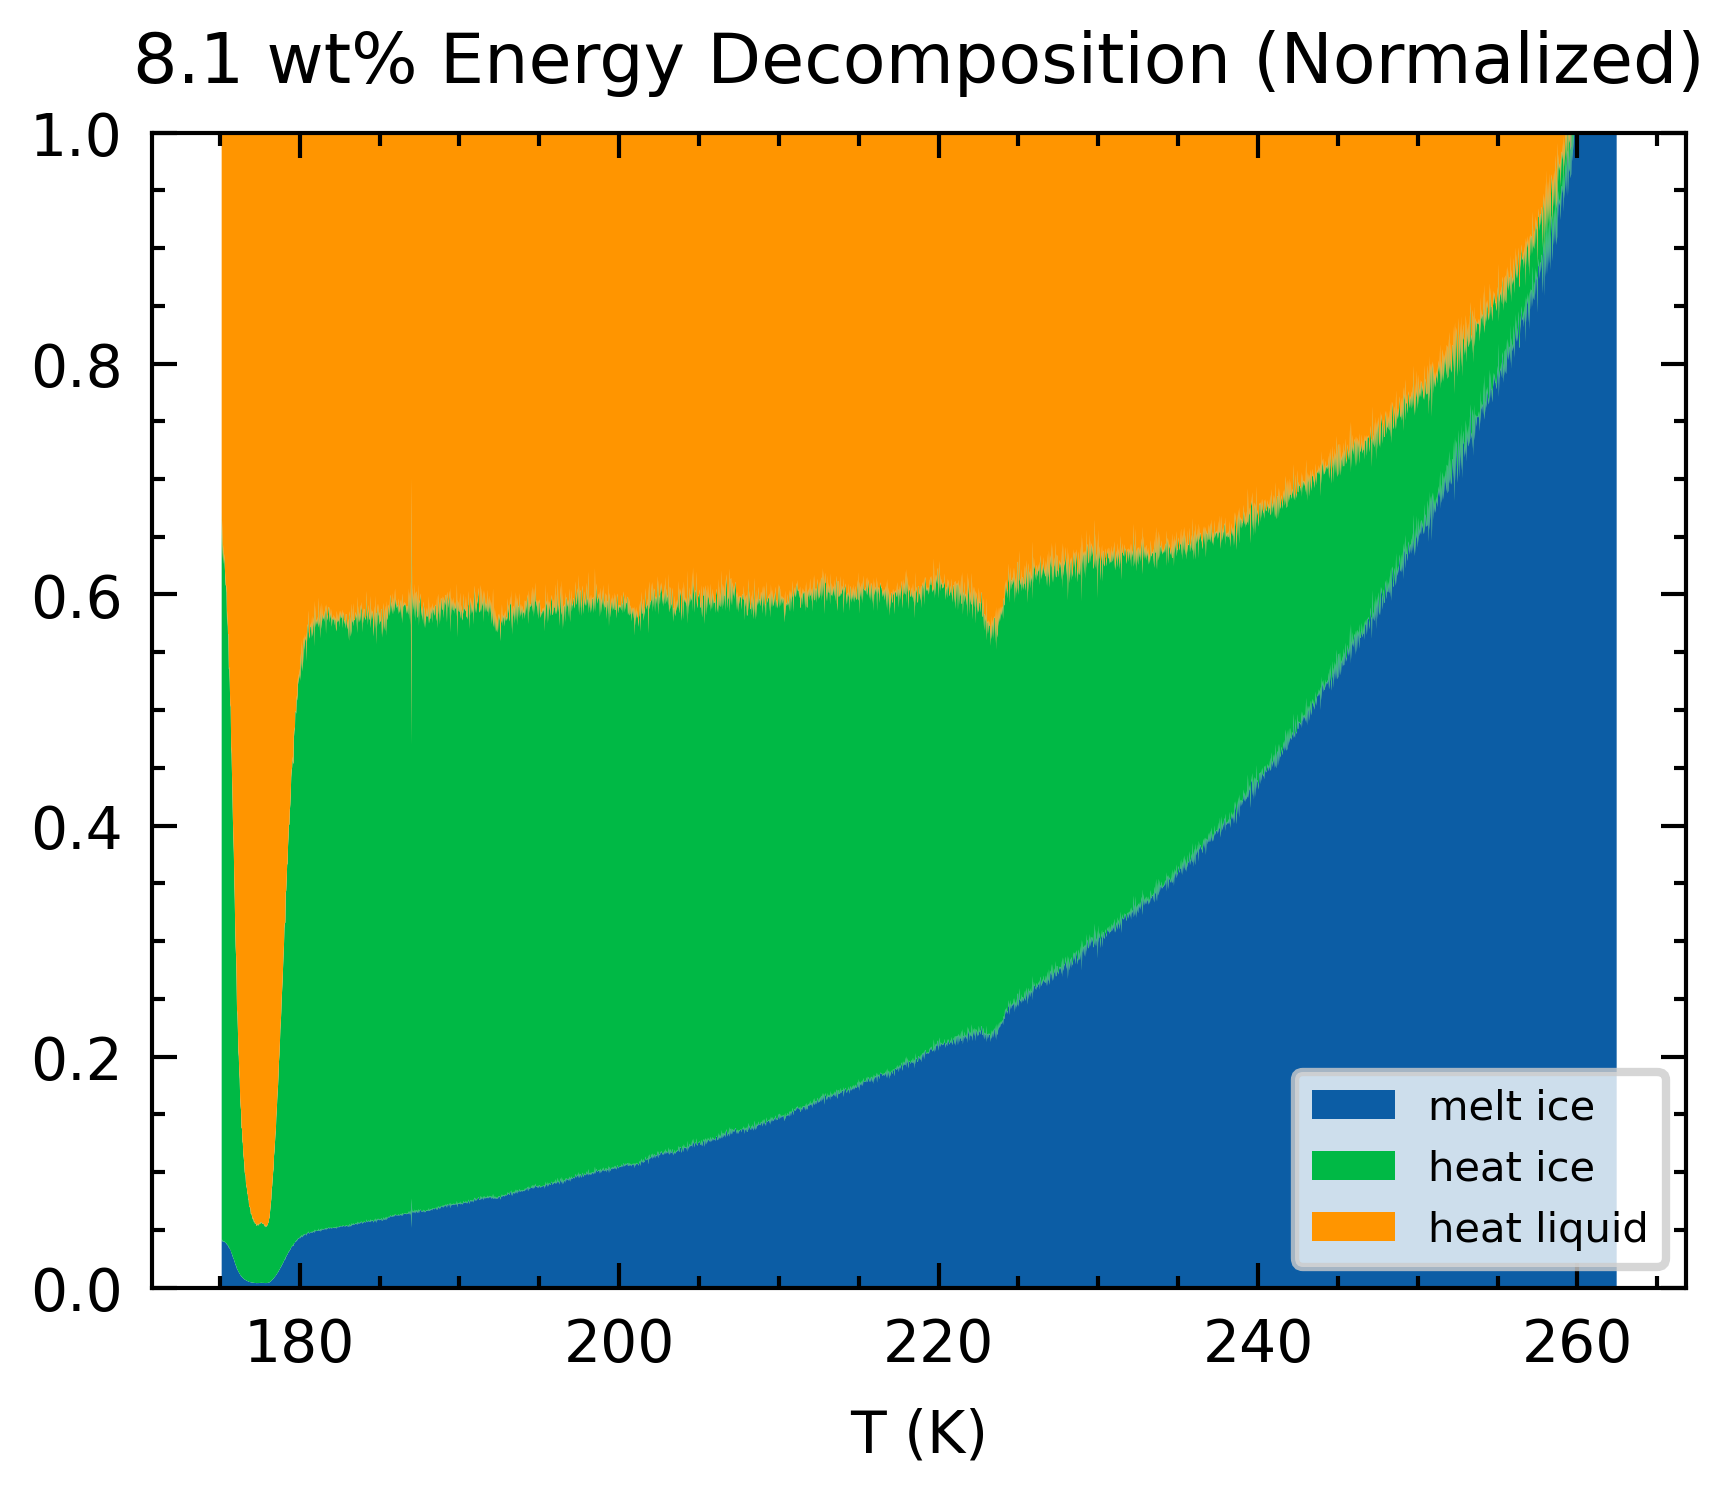 8.1 wt% Energy Decomposition (Normalized)
1.0
0.8
0.6
0.4
0.2
0.0
melt ice
heat ice
heat liquid
180 200 220 240 260
T (K)